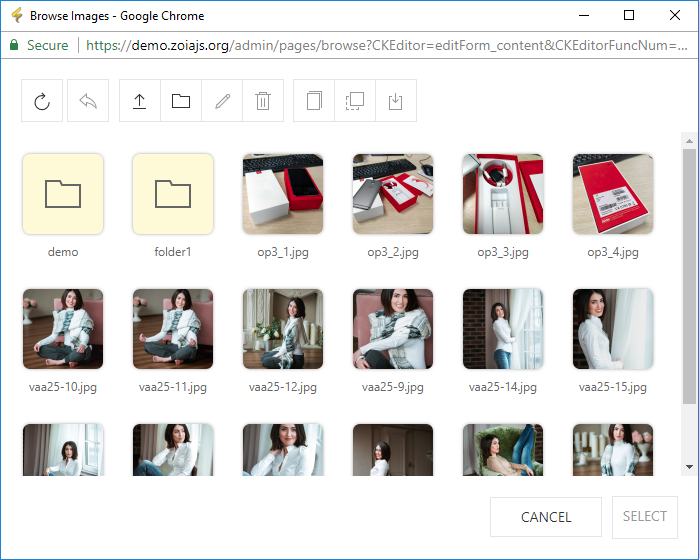 Browse Images - Google Chrome
Secure https://demo.zoiajs.org/admin/pages/browse?CKEditor=editForm_content&CKEditorFuncNum=...
demo folder1 op3_1.jpg op3_2.jpg op3_3.jpg op3_4.jpg
vaa25-10.jpg vaa25-11.jpg vaa25-12.jpg vaa25-9.jpg vaa25-14.jpg vaa25-15.jpg
CANCEL SELECT